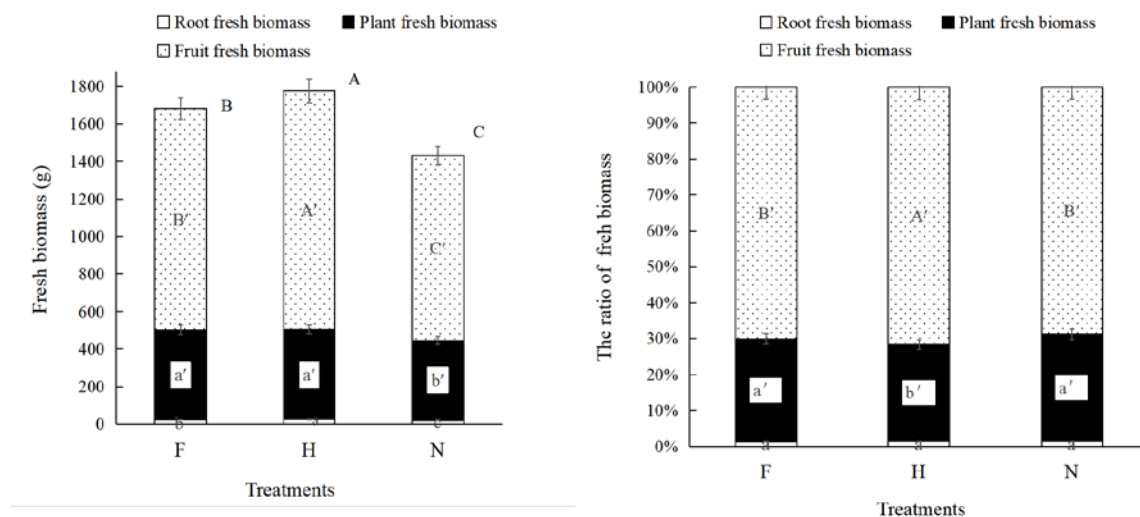 Root fresh biomass Plant fresh biomass
Fruit fresh biomass
Fresh biomass (g)
1800
1600
1400
1200
1000
800
600
400
200
0
B
A
C
B′
A′
C′
a′
a′
b′
b
F
H
N
Treatments
Root fresh biomass Plant fresh biomass
Fruit fresh biomass
The ratio of freh biomass
100%
90%
80%
70%
60%
50%
40%
30%
20%
10%
0%
B′
A′
B′
a′
b′
a′
a
a
a
F
H
N
Treatments